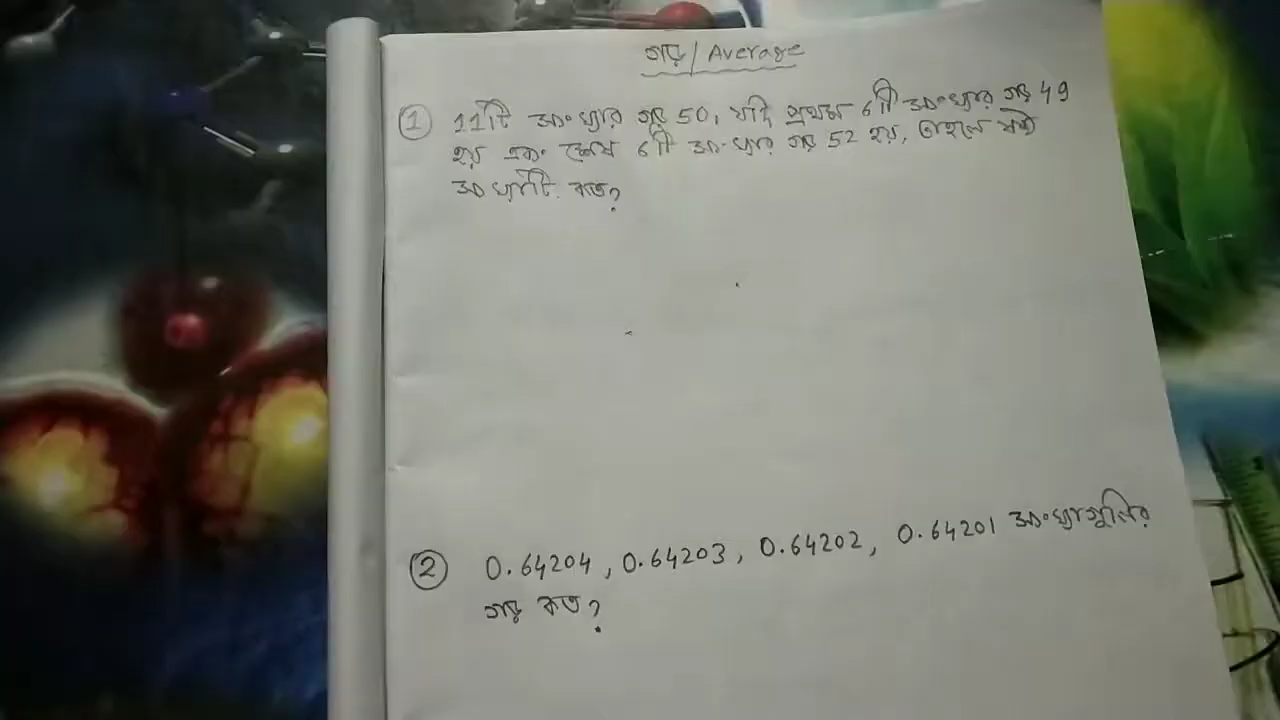 গড় / Average
① 11টি সংখ্যার গড় 50, যদি প্রথম 6টি সংখ্যার গড় 49
হয় এবং শেষ 6টি সংখ্যার গড় 52 হয়, তাহলে ষষ্ঠ
সংখ্যাটি কত?
② 0.64204, 0.64203, 0.64202, 0.64201 সংখ্যাগুলির
গড় কত?